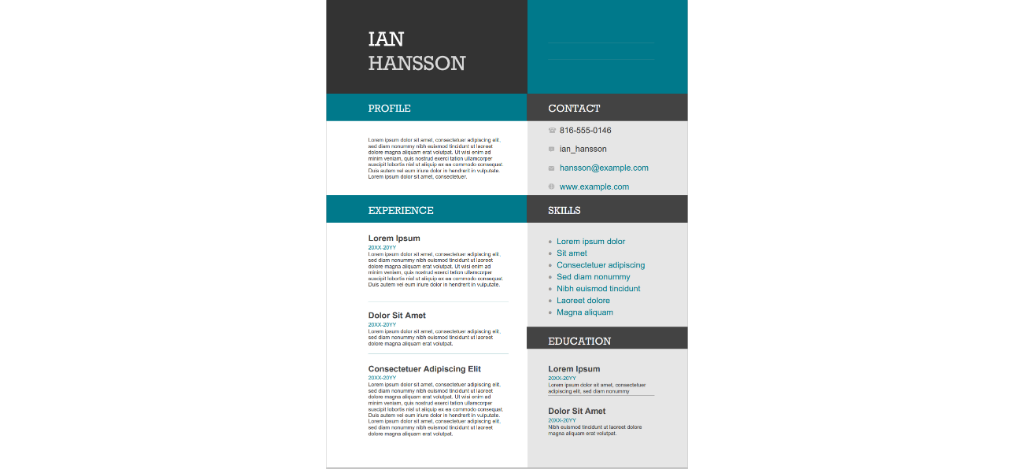 IAN
HANSSON
PROFILE
Lorem ipsum dolor sit amet, consectetuer adipiscing elit,
sed diam nonummy nibh euismod tincidunt ut laoreet
dolore magna aliquam erat volutpat. Ut wisi enim ad
minim veniam, quis nostrud exerci tation ullamcorper
suscipit lobortis nisl ut aliquip ex ea commodo consequat.
Duis autem vel eum iriure dolor in hendrerit in vulputate.
Lorem ipsum dolor sit amet, consectetuer.
CONTACT
816-555-0146
ian_hansson
hansson@example.com
www.example.com
EXPERIENCE
Lorem Ipsum
20XX-20YY
Lorem ipsum dolor sit amet, consectetuer adipiscing elit,
sed diam nonummy nibh euismod tincidunt ut laoreet
dolore magna aliquam erat volutpat. Ut wisi enim ad
minim veniam, quis nostrud exerci tation ullamcorper
suscipit lobortis nisl ut aliquip ex ea commodo consequat.
Duis autem vel eum iriure dolor in hendrerit in vulputate.
Dolor Sit Amet
20XX-20YY
Lorem ipsum dolor sit amet, consectetuer adipiscing elit,
sed diam nonummy nibh euismod tincidunt ut laoreet
dolore magna aliquam erat volutpat.
Consectetuer Adipiscing Elit
20XX-20YY
Lorem ipsum dolor sit amet, consectetuer adipiscing elit,
sed diam nonummy nibh euismod tincidunt ut laoreet
dolore magna aliquam erat volutpat. Ut wisi enim ad
minim veniam, quis nostrud exerci tation ullamcorper
suscipit lobortis nisl ut aliquip ex ea commodo consequat.
Duis autem vel eum iriure dolor in hendrerit in vulputate.
Lorem ipsum dolor sit amet, consectetuer adipiscing elit,
sed diam nonummy nibh euismod tincidunt ut laoreet
dolore magna aliquam erat volutpat.
SKILLS
Lorem ipsum dolor
Sit amet
Consectetuer adipiscing
Sed diam nonummy
Nibh euismod tincidunt
Laoreet dolore
Magna aliquam
EDUCATION
Lorem Ipsum
20XX-20YY
Lorem ipsum dolor sit amet, consectetuer
adipiscing elit, sed diam nonummy
Dolor Sit Amet
20XX-20YY
Nibh euismod tincidunt ut laoreet dolore
magna aliquam erat volutpat.